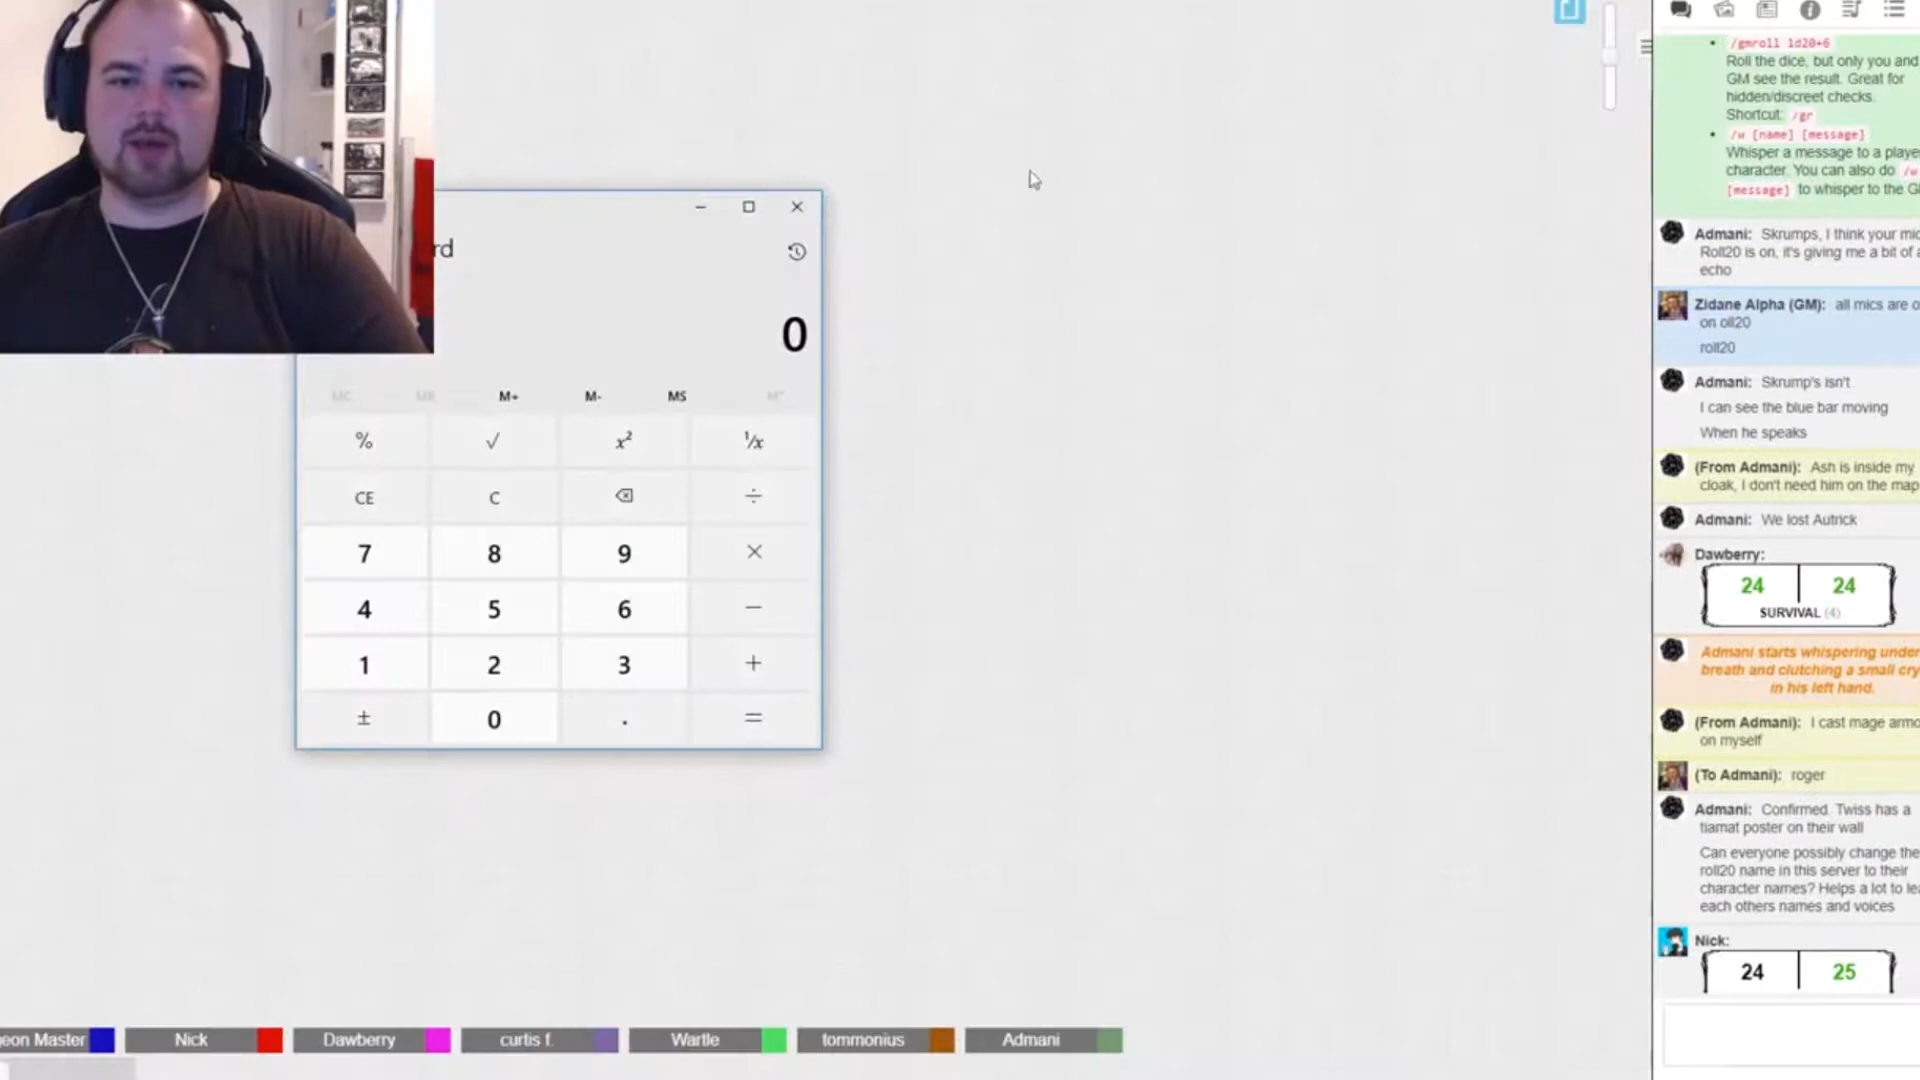 /gmroll 1d20+6
Roll the dice, but only you and
GM see the result. Great for
hidden/discreet checks.
Shortcut: /gr
/w [name] [message]
Whisper a message to a playe
character. You can also do /w
[message] to whisper to the G
Admani: Skrumps, I think your mic
Roll20 is on, it's giving me a bit of a
echo
Zidane Alpha (GM): all mics are o
on oll20
roll20
Admani: Skrump's isn't
I can see the blue bar moving
When he speaks
(From Admani): Ash is inside my
cloak, I don't need him on the map
Admani: We lost Autrick
Dawberry:
24 24
SURVIVAL (4)
Admani starts whispering under
breath and clutching a small cry
in his left hand.
(From Admani): I cast mage armo
on myself
(To Admani): roger
Admani: Confirmed. Twiss has a
tiamat poster on their wall
Can everyone possibly change the
roll20 name in this server to their
character names? Helps a lot to lea
each others names and voices
Nick:
24 25
rd
0
MC MR M+ M- MS M
% √ x² ¹/x
CE C ÷
7 8 9 ×
4 5 6 −
1 2 3 +
± 0 . =
eon Master Nick Dawberry curtis f. Wartle tommonius Admani